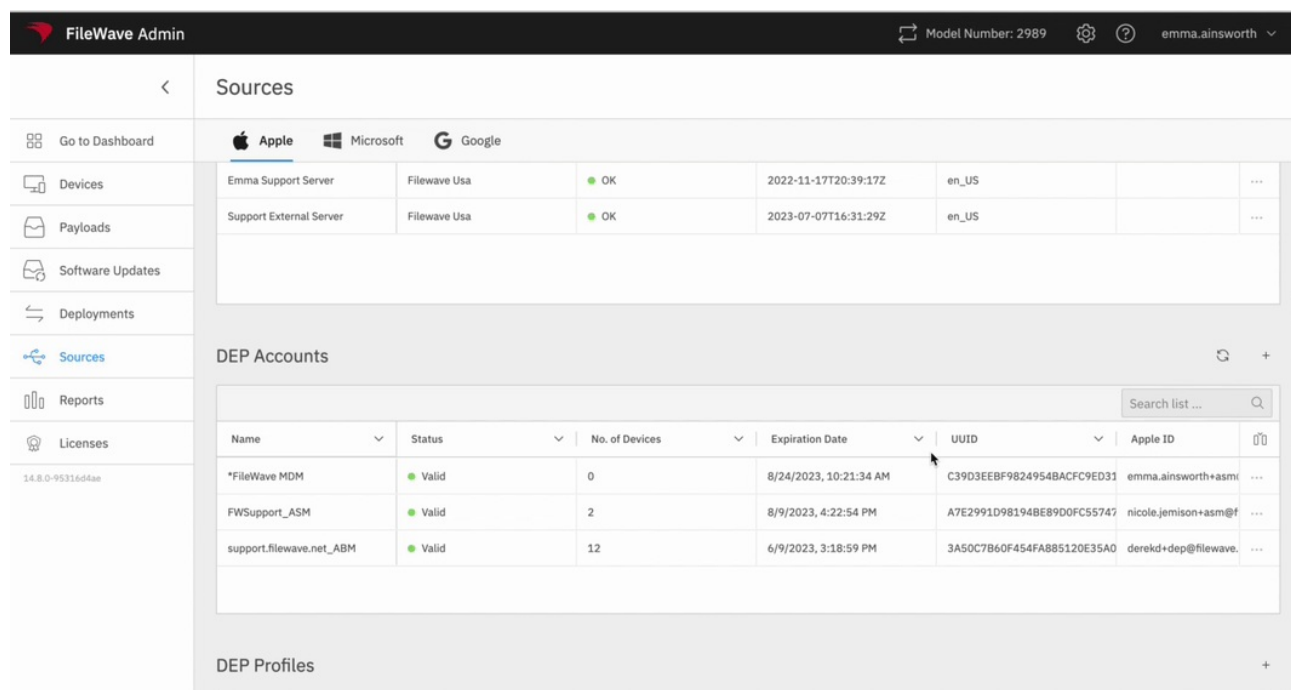 FileWave Admin
Model Number: 2989
emma.ainsworth
Sources
Go to Dashboard
Devices
Payloads
Software Updates
Deployments
Sources
Reports
Licenses
14.8.0-95316d4ae
Apple Microsoft Google
Emma Support Server Filewave Usa OK 2022-11-17T20:39:17Z en_US ...
Support External Server Filewave Usa OK 2023-07-07T16:31:29Z en_US ...
DEP Accounts
Search list ...
Name Status No. of Devices Expiration Date UUID Apple ID
*FileWave MDM Valid 0 8/24/2023, 10:21:34 AM C39D3EEBF9824954BACFC9ED31 emma.ainsworth+asm ...
FWSupport_ASM Valid 2 8/9/2023, 4:22:54 PM A7E2991D98194BE89D0FC55747 nicole.jemison+asm@f ...
support.filewave.net_ABM Valid 12 6/9/2023, 3:18:59 PM 3A50C7B60F454FA885120E35A0 derekd+dep@filewave. ...
DEP Profiles